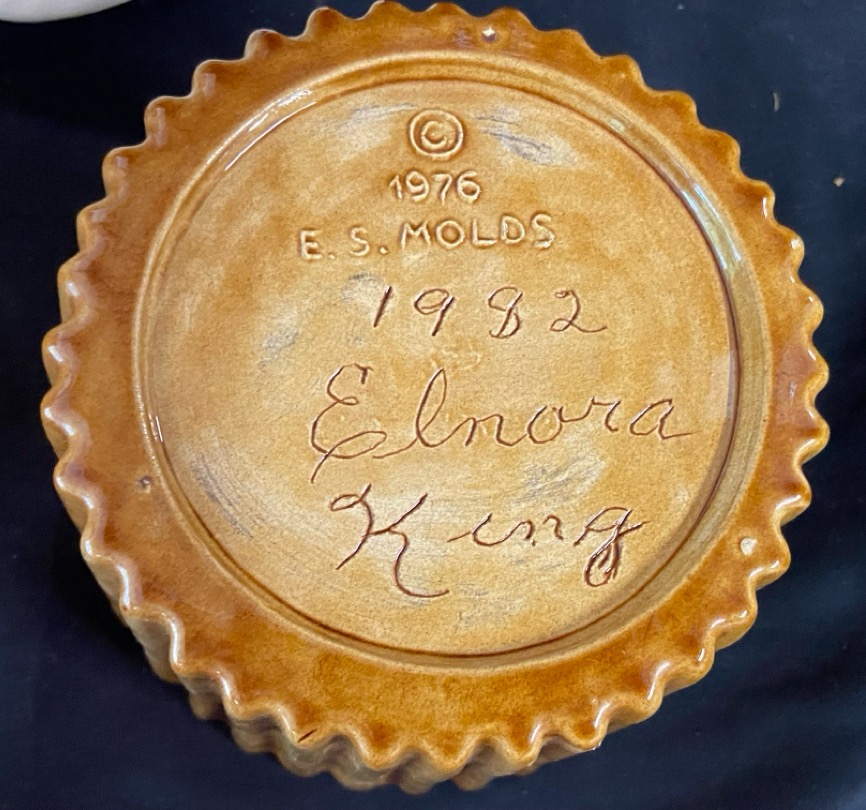 ©
1976
E. S. MOLDS
1982
Elnora
King